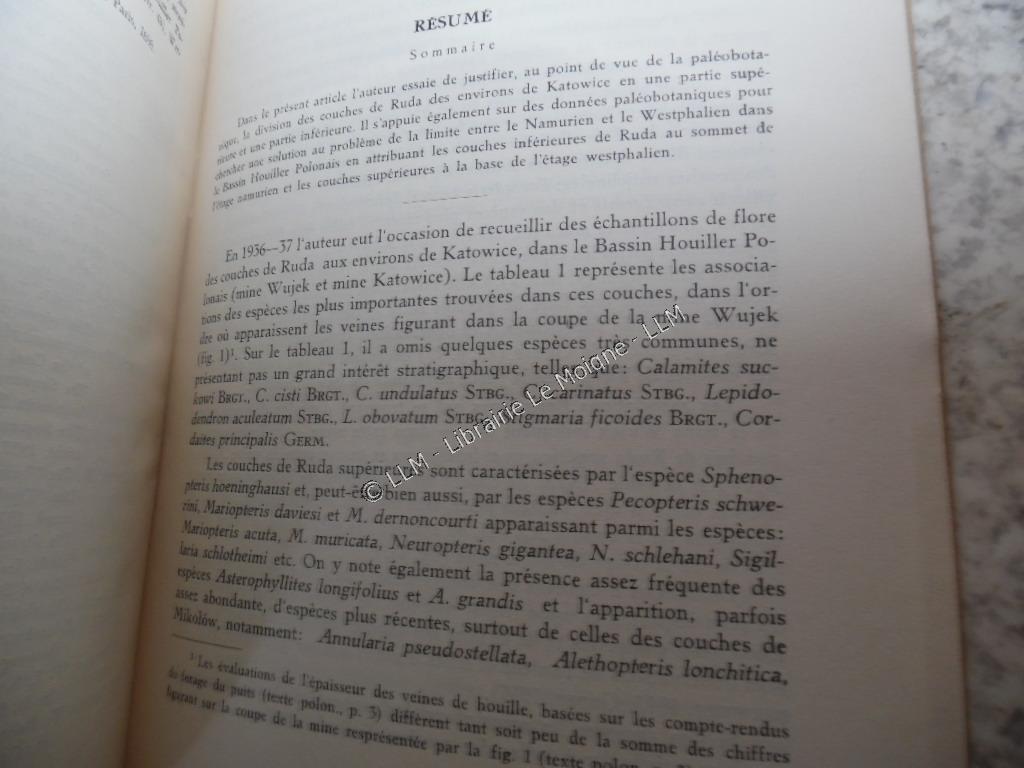 Paris, 1886.
RÉSUMÉ
Sommaire
Dans le présent article l'auteur essaie de justifier, au point de vue de la paléobota-
nique, la division des couches de Ruda des environs de Katowice en une partie supé-
rieure et une partie inférieure. Il s'appuie également sur des données paléobotaniques pour
chercher une solution au problème de la limite entre le Namurien et le Westphalien dans
le Bassin Houiller Polonais en attribuant les couches inférieures de Ruda au sommet de
l'étage namurien et les couches supérieures à la base de l'étage westphalien.
En 1936—37 l'auteur eut l'occasion de recueillir des échantillons de flore
des couches de Ruda aux environs de Katowice, dans le Bassin Houiller Po-
lonais (mine Wujek et mine Katowice). Le tableau 1 représente les associa-
tions des espèces les plus importantes trouvées dans ces couches, dans l'or-
dre où apparaissent les veines figurant dans la coupe de la mine Wujek
(fig. 1)¹. Sur le tableau 1, il a omis quelques espèces très communes, ne
présentant pas un grand intérêt stratigraphique, telles que: Calamites suc-
kowi BRGT., C. cisti BRGT., C. undulatus STBG., C. carinatus STBG., Lepido-
dendron aculeatum STBG., L. obovatum STBG., Stigmaria ficoides BRGT., Cor-
daites principalis GERM.
Les couches de Ruda supérieures sont caractérisées par l'espèce Spheno-
pteris hoeninghausi et, peut-être bien aussi, par les espèces Pecopteris schwe-
rini, Mariopteris daviesi et M. dernoncourti apparaissant parmi les espèces:
Mariopteris acuta, M. muricata, Neuropteris gigantea, N. schlehani, Sigil-
laria schlotheimi etc. On y note également la présence assez fréquente des
espèces Asterophyllites longifolius et A. grandis et l'apparition, parfois
assez abondante, d'espèces plus récentes, surtout de celles des couches de
Mikołów, notamment: Annularia pseudostellata, Alethopteris lonchitica,
¹ Les évaluations de l'épaisseur des veines de houille, basées sur les compte-rendus
du forage du puits (texte polon., p. 3) diffèrent tant soit peu de la somme des chiffres
figurant sur la coupe de la mine resprésentée par la fig. 1 (texte polon.,
© LLM - Librairie Le Moigne - LLM